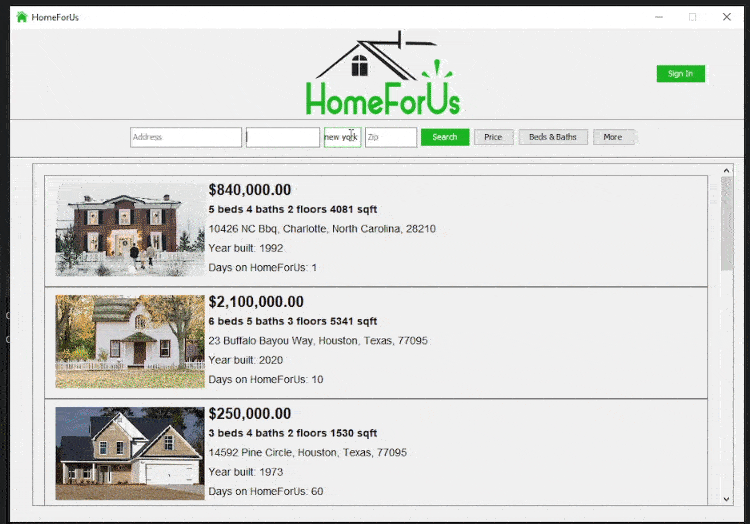 HomeForUs
HomeForUs
Sign In
Address
new york
Zip
Search
Price
Beds & Baths
More
$840,000.00
5 beds 4 baths 2 floors 4081 sqft
10426 NC Bbq, Charlotte, North Carolina, 28210
Year built: 1992
Days on HomeForUs: 1
$2,100,000.00
6 beds 5 baths 3 floors 5341 sqft
23 Buffalo Bayou Way, Houston, Texas, 77095
Year built: 2020
Days on HomeForUs: 10
$250,000.00
3 beds 4 baths 2 floors 1530 sqft
14592 Pine Circle, Houston, Texas, 77095
Year built: 1973
Days on HomeForUs: 60